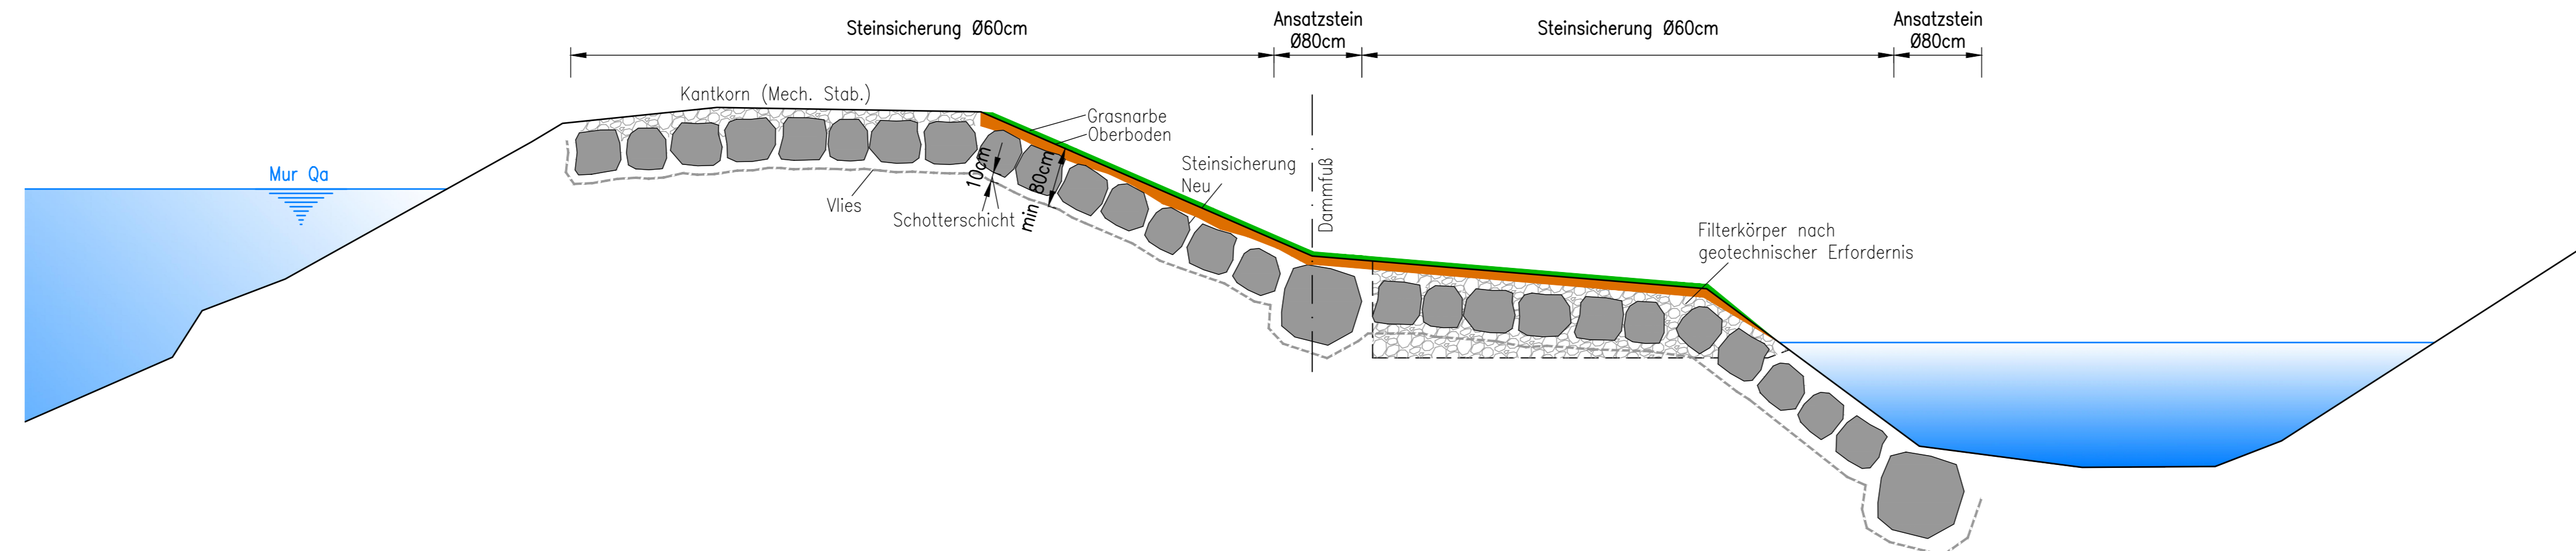 Steinsicherung Ø60cm
Ansatzstein
Ø80cm
Steinsicherung Ø60cm
Ansatzstein
Ø80cm
Kantkorn (Mech. Stab.)
Grasnarbe
Oberboden
Steinsicherung
Neu
Mur Qa
Vlies
Schotterschicht
10cm
min 80cm
Dammfuß
Filterkörper nach
geotechnischer Erfordernis